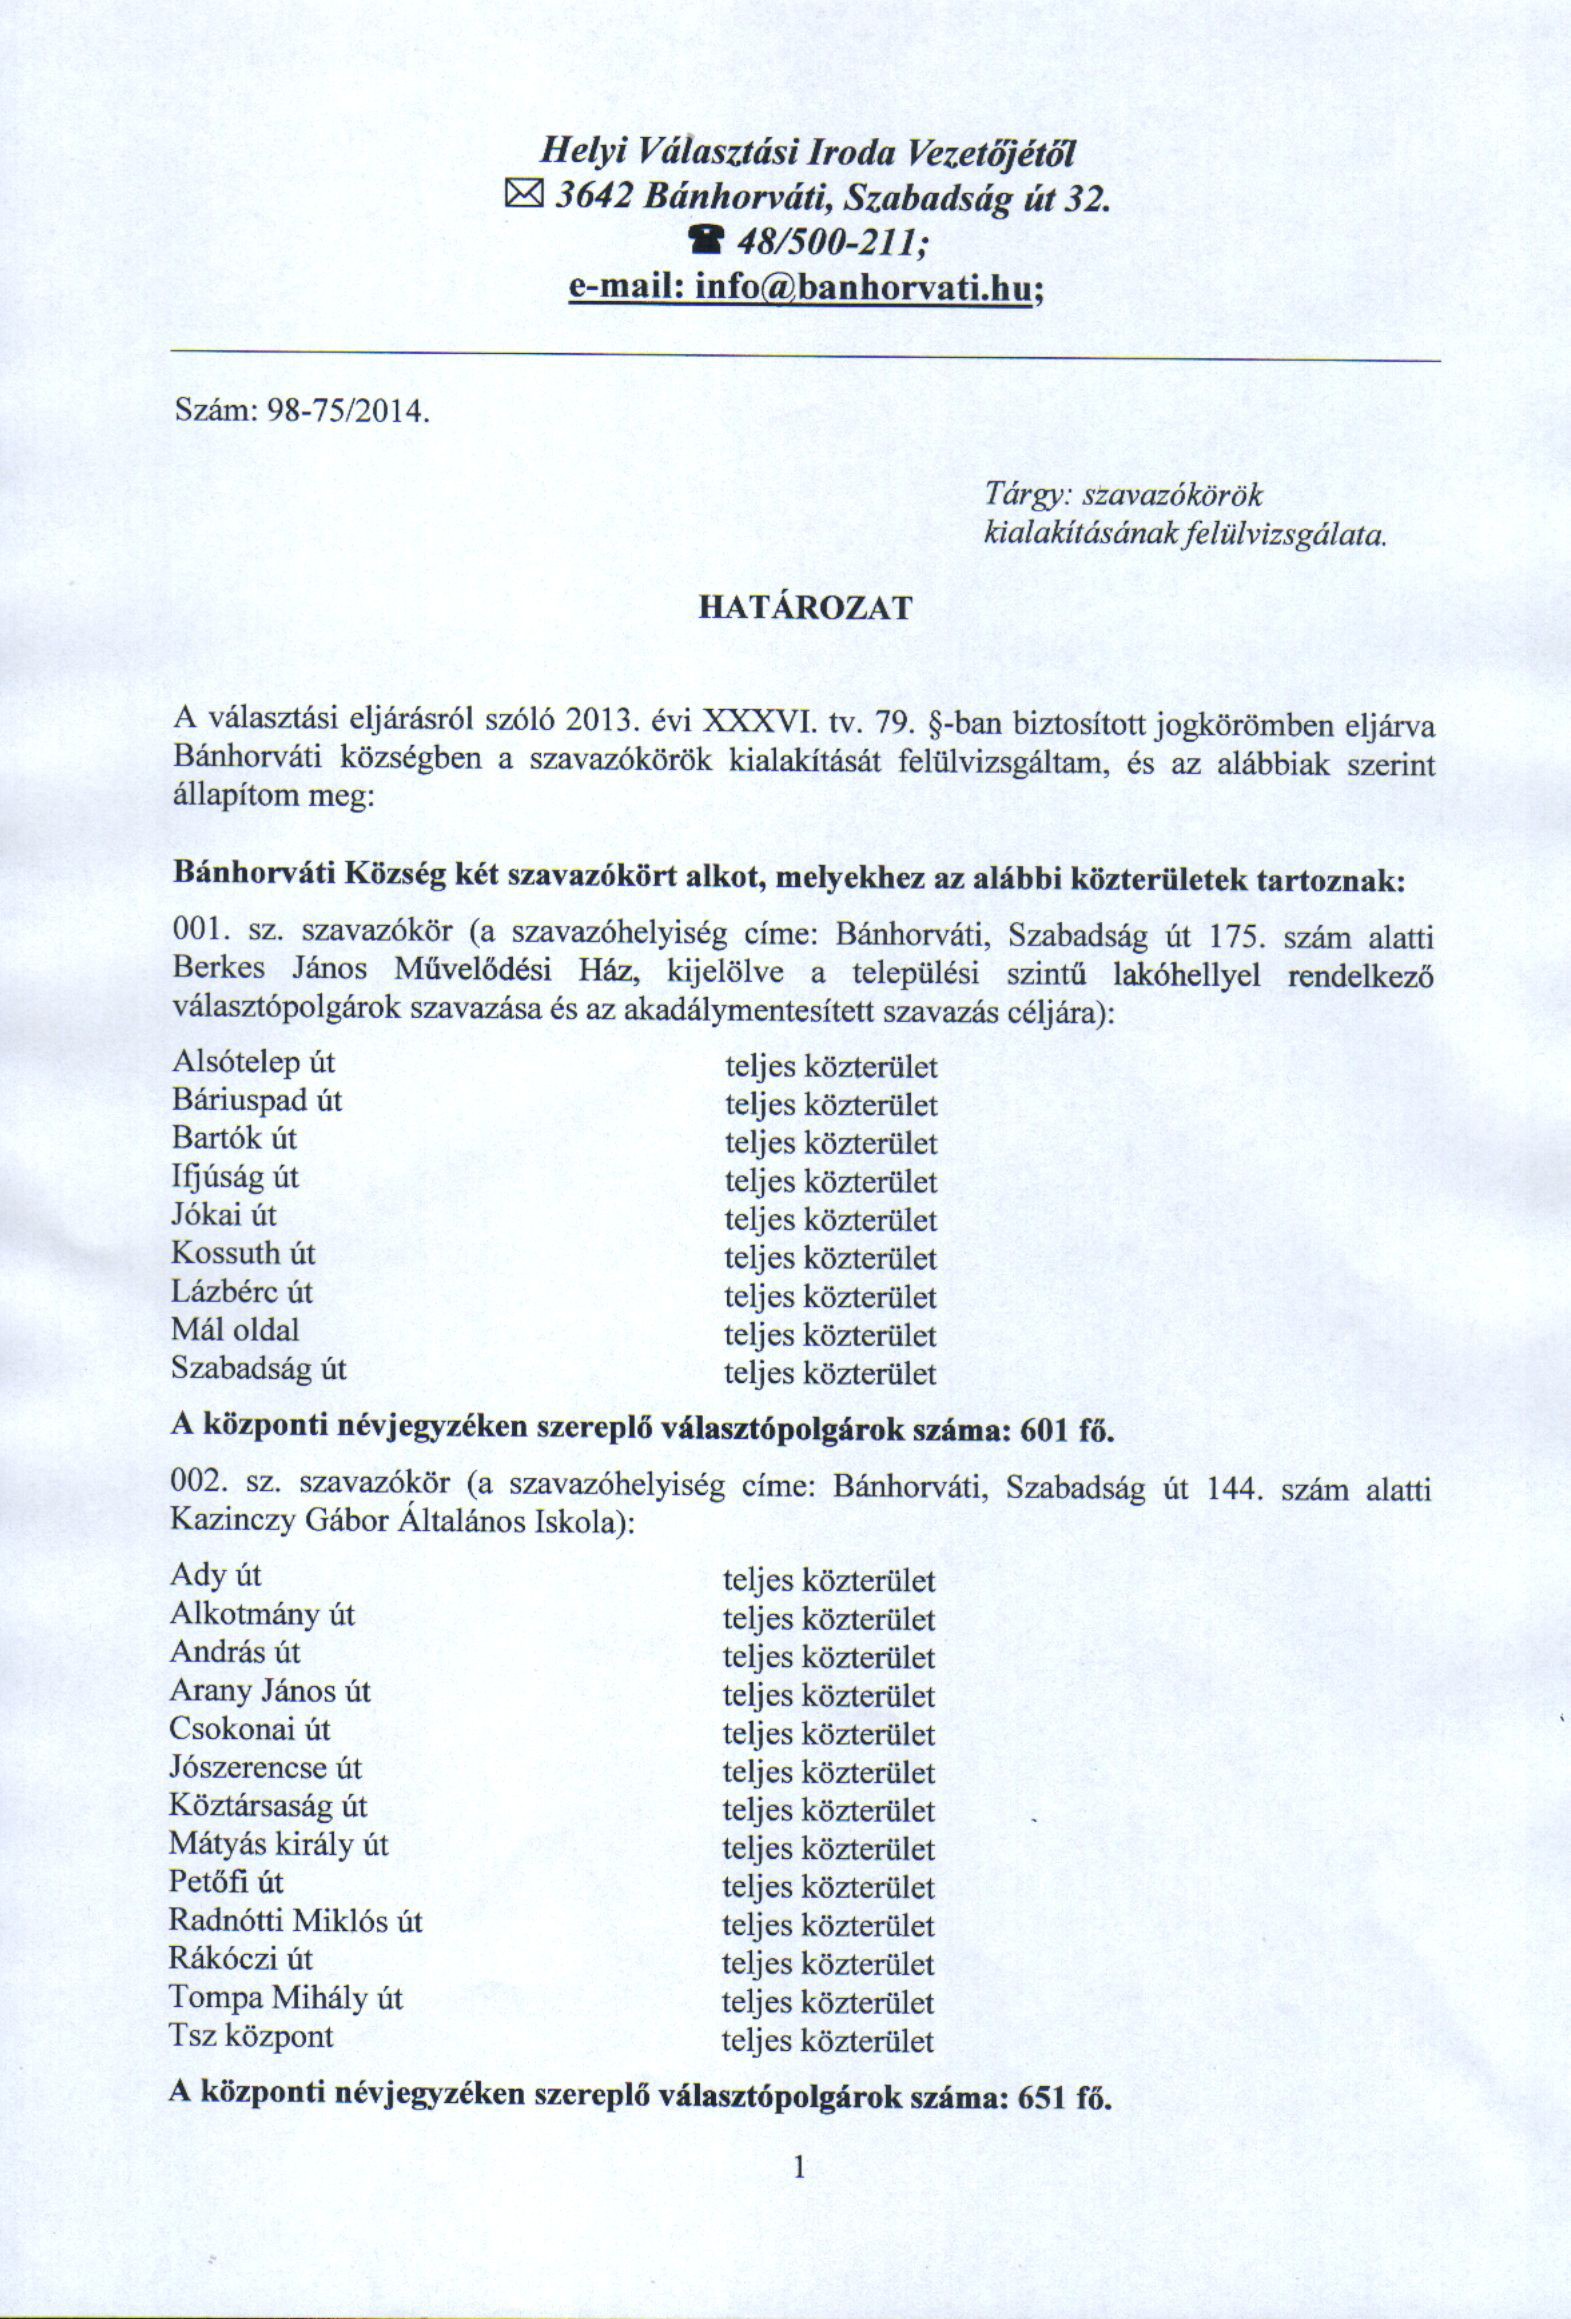 Helyi Választási Iroda Vezetőjétől
✉ 3642 Bánhorváti, Szabadság út 32.
☎ 48/500-211;
e-mail: info@banhorvati.hu;
Szám: 98-75/2014.
Tárgy: szavazókörök
kialakításának felülvizsgálata.
HATÁROZAT
A választási eljárásról szóló 2013. évi XXXVI. tv. 79. §-ban biztosított jogkörömben eljárva
Bánhorváti községben a szavazókörök kialakítását felülvizsgáltam, és az alábbiak szerint
állapítom meg:
Bánhorváti Község két szavazókört alkot, melyekhez az alábbi közterületek tartoznak:
001. sz. szavazókör (a szavazóhelyiség címe: Bánhorváti, Szabadság út 175. szám alatti
Berkes János Művelődési Ház, kijelölve a települési szintű lakóhellyel rendelkező
választópolgárok szavazása és az akadálymentesített szavazás céljára):
Alsótelep út teljes közterület
Báriuspad út teljes közterület
Bartók út teljes közterület
Ifjúság út teljes közterület
Jókai út teljes közterület
Kossuth út teljes közterület
Lázbérc út teljes közterület
Mál oldal teljes közterület
Szabadság út teljes közterület
A központi névjegyzéken szereplő választópolgárok száma: 601 fő.
002. sz. szavazókör (a szavazóhelyiség címe: Bánhorváti, Szabadság út 144. szám alatti
Kazinczy Gábor Általános Iskola):
Ady út teljes közterület
Alkotmány út teljes közterület
András út teljes közterület
Arany János út teljes közterület
Csokonai út teljes közterület
Jószerencse út teljes közterület
Köztársaság út teljes közterület
Mátyás király út teljes közterület
Petőfi út teljes közterület
Radnótti Miklós út teljes közterület
Rákóczi út teljes közterület
Tompa Mihály út teljes közterület
Tsz központ teljes közterület
A központi névjegyzéken szereplő választópolgárok száma: 651 fő.
1